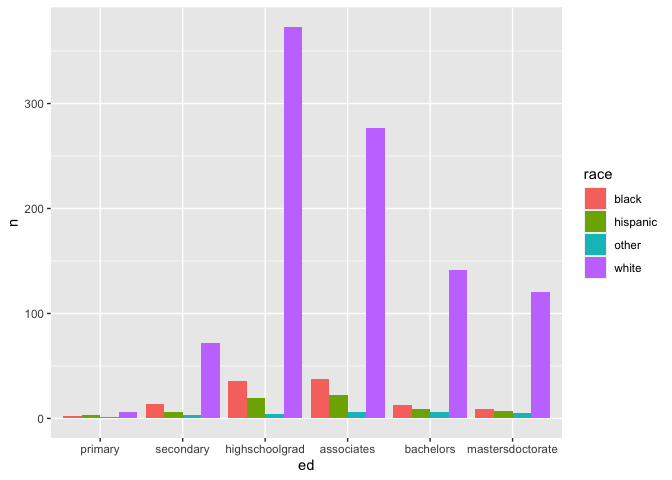 300
200
100
0
n
primary
secondary
highschoolgrad
associates
bachelors
mastersdoctorate
ed
race
black
hispanic
other
white